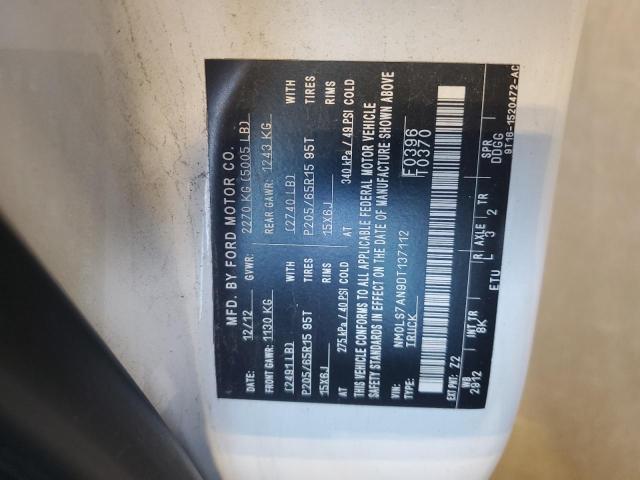 MFD. BY FORD MOTOR CO.
DATE: 12/12 GVWR: 2270 KG (5005 LB)
FRONT GAWR: 1130 KG REAR GAWR: 1243 KG
(2491 LB) WITH (2740 LB) WITH
P205/65R15 95T TIRES P205/65R15 95T TIRES
15X6J RIMS 15X6J RIMS
AT 275 kPa / 40 PSI COLD AT 340 kPa / 49 PSI COLD
THIS VEHICLE CONFORMS TO ALL APPLICABLE FEDERAL MOTOR VEHICLE
SAFETY STANDARDS IN EFFECT ON THE DATE OF MANUFACTURE SHOWN ABOVE
VIN: NM0LS7AN9DT137112 F0396
TYPE: TRUCK T0370
EXT PNT: Z2 ETU SPR DDGG
WB INT TR R AXLE TR
2912 8K L 3 2
9T16-1520472-AC